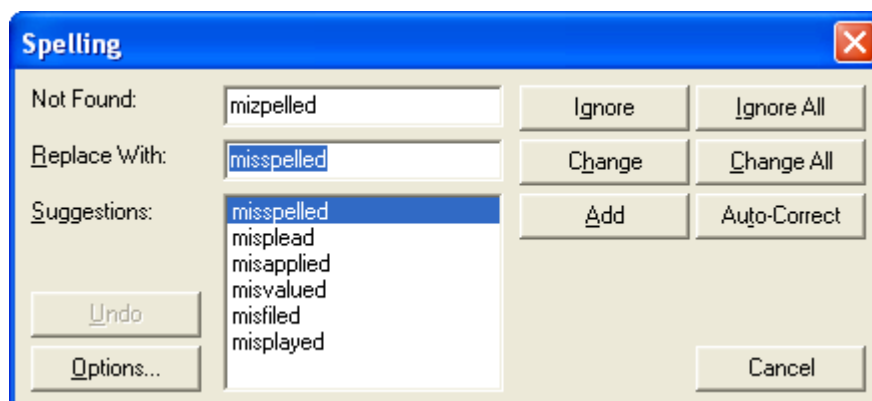 Spelling
Not Found: mizpelled Ignore Ignore All
Replace With: misspelled Change Change All
Suggestions: misspelled Add Auto-Correct
misplead
misapplied
misvalued
Undo misfiled
misplayed
Options... Cancel